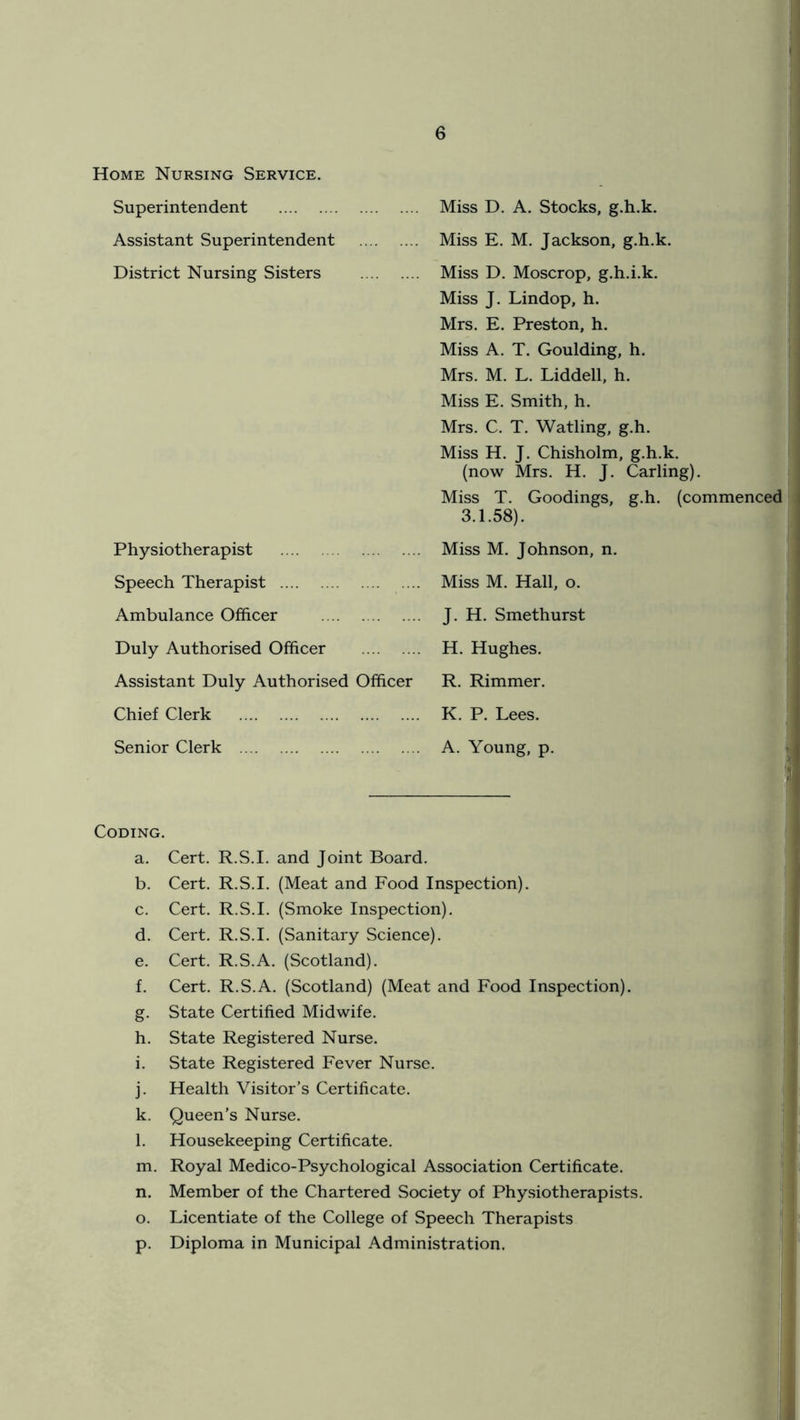 6
Home Nursing Service.
Superintendent .... .... .... .... Miss D. A. Stocks, g.h.k.
Assistant Superintendent .... .... Miss E. M. Jackson, g.h.k.
District Nursing Sisters .... .... Miss D. Moscrop, g.h.i.k.
Miss J. Lindop, h.
Mrs. E. Preston, h.
Miss A. T. Goulding, h.
Mrs. M. L. Liddell, h.
Miss E. Smith, h.
Mrs. C. T. Watling, g.h.
Miss H. J. Chisholm, g.h.k.
(now Mrs. H. J. Carling).
Miss T. Goodings, g.h. (commenced
3.1.58).
Physiotherapist .... .... .... .... Miss M. Johnson, n.
Speech Therapist .... .... .... .... Miss M. Hall, o.
Ambulance Officer .... .... .... J. H. Smethurst
Duly Authorised Officer .... .... H. Hughes.
Assistant Duly Authorised Officer R. Rimmer.
Chief Clerk .... .... .... .... .... K. P. Lees.
Senior Clerk .... .... .... .... .... A. Young, p.
Coding.
a. Cert. R.S.I. and Joint Board.
b. Cert. R.S.I. (Meat and Food Inspection).
c. Cert. R.S.I. (Smoke Inspection).
d. Cert. R.S.I. (Sanitary Science).
e. Cert. R.S.A. (Scotland).
f. Cert. R.S.A. (Scotland) (Meat and Food Inspection).
g. State Certified Midwife.
h. State Registered Nurse.
i. State Registered Fever Nurse.
j. Health Visitor's Certificate.
k. Queen's Nurse.
l. Housekeeping Certificate.
m. Royal Medico-Psychological Association Certificate.
n. Member of the Chartered Society of Physiotherapists.
o. Licentiate of the College of Speech Therapists
p. Diploma in Municipal Administration.